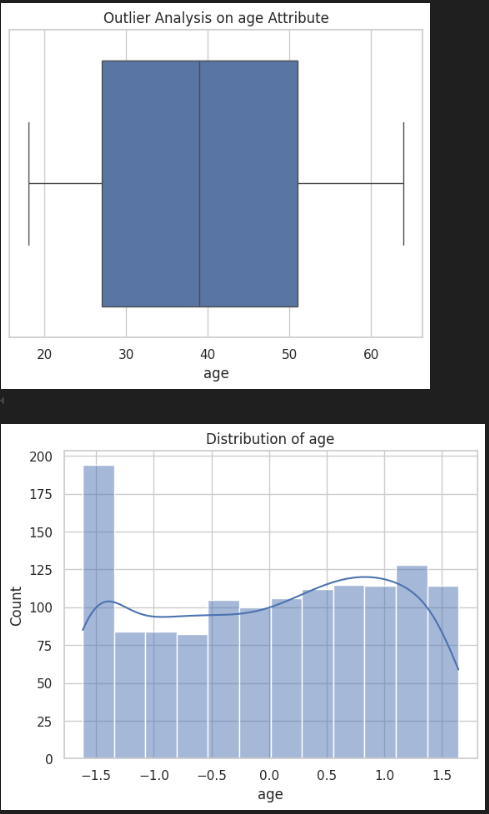 Outlier Analysis on age Attribute
20 30 40 50 60
age
Distribution of age
200
175
150
125
100
75
50
25
0
Count
−1.5 −1.0 −0.5 0.0 0.5 1.0 1.5
age